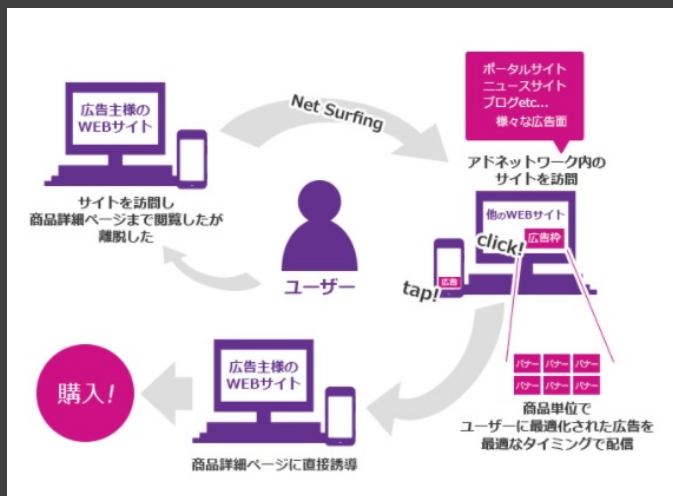 広告主様の
WEBサイト
サイトを訪問し
商品詳細ページまで閲覧したが
離脱した
Net Surfing
ポータルサイト
ニュースサイト
ブログetc...
様々な広告面
アドネットワーク内の
サイトを訪問
他のWEBサイト
広告枠
click!
広告
tap!
ユーザー
バナー バナー バナー
バナー バナー バナー
商品単位で
ユーザーに最適化された広告を
最適なタイミングで配信
広告主様の
WEBサイト
商品詳細ページに直接誘導
購入!